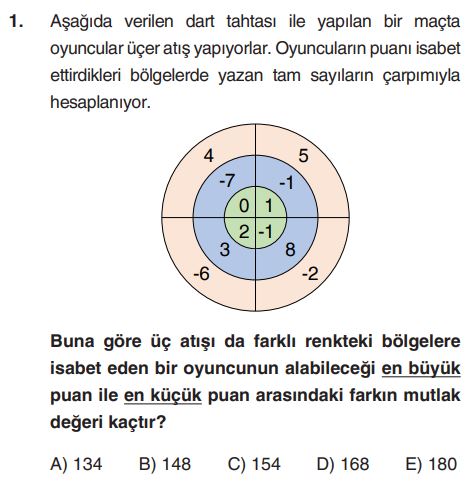 1. Aşağıda verilen dart tahtası ile yapılan bir maçta
oyuncular üçer atış yapıyorlar. Oyuncuların puanı isabet
ettirdikleri bölgelerde yazan tam sayıların çarpımıyla
hesaplanıyor.
4 5
-7 -1
0 1
2 -1
3 8
-6 -2
Buna göre üç atışı da farklı renkteki bölgelere
isabet eden bir oyuncunun alabileceği en büyük
puan ile en küçük puan arasındaki farkın mutlak
değeri kaçtır?
A) 134 B) 148 C) 154 D) 168 E) 180